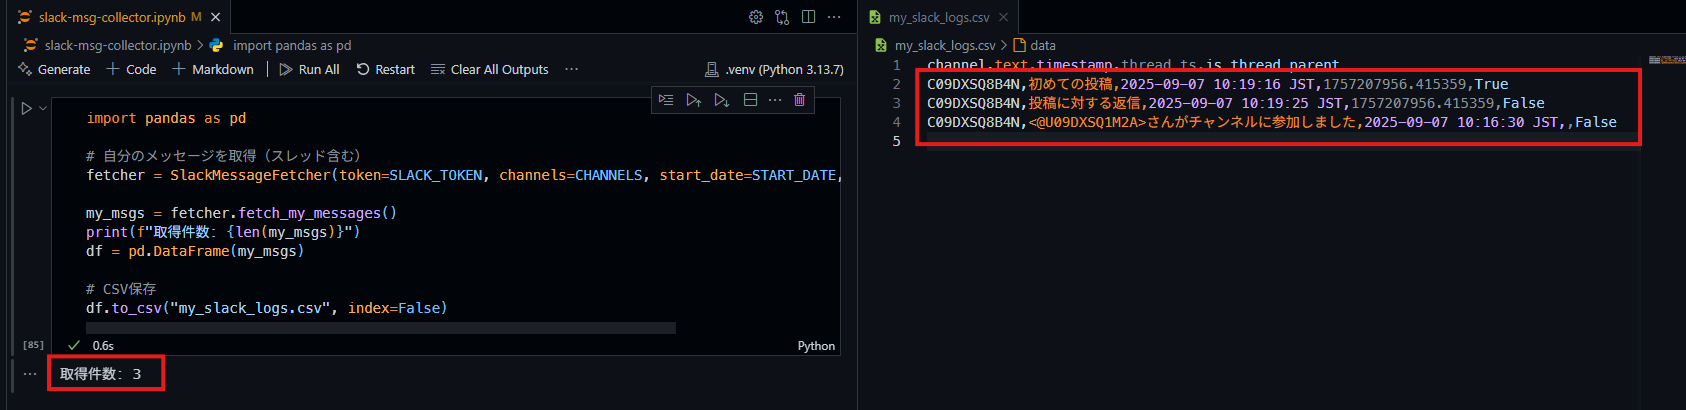 slack-msg-collector.ipynb M
slack-msg-collector.ipynb > import pandas as pd
Generate + Code + Markdown | Run All Restart Clear All Outputs ... .venv (Python 3.13.7)
import pandas as pd
# 自分のメッセージを取得（スレッド含む）
fetcher = SlackMessageFetcher(token=SLACK_TOKEN, channels=CHANNELS, start_date=START_DATE,
my_msgs = fetcher.fetch_my_messages()
print(f"取得件数: {len(my_msgs)}")
df = pd.DataFrame(my_msgs)
# CSV保存
df.to_csv("my_slack_logs.csv", index=False)
[85] 0.6s Python
取得件数: 3
my_slack_logs.csv
my_slack_logs.csv > data
1 channel,text,timestamp,thread_ts,is_thread_parent
2 C09DXSQ8B4N,初めての投稿,2025-09-07 10:19:16 JST,1757207956.415359,True
3 C09DXSQ8B4N,投稿に対する返信,2025-09-07 10:19:25 JST,1757207956.415359,False
4 C09DXSQ8B4N,<@U09DXSQ1M2A>さんがチャンネルに参加しました,2025-09-07 10:16:30 JST,,False
5